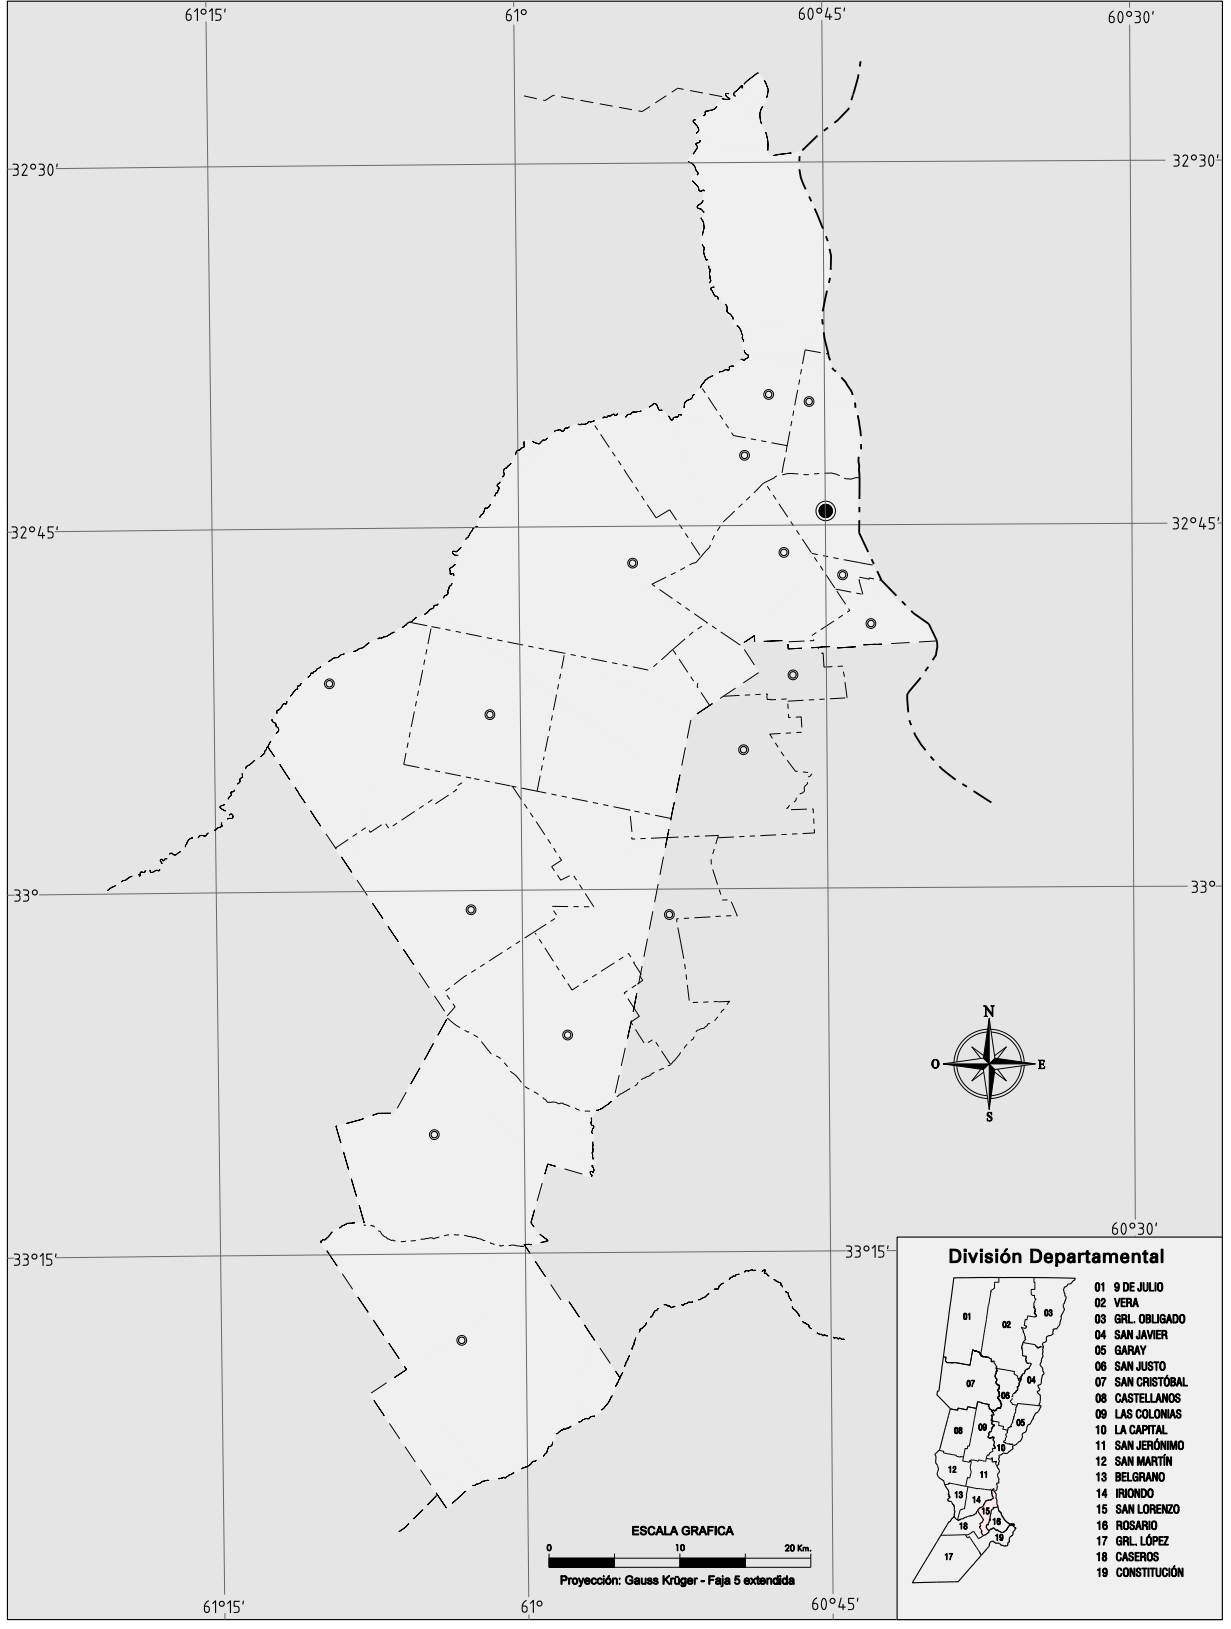 61°15'
61°
60°45'
60°30'
32°30'
32°30'
32°45'
32°45'
33°
33°
N
O
E
S
60°30'
33°15'
33°15'
División Departamental
01 9 DE JULIO
02 VERA
03 GRL. OBLIGADO
04 SAN JAVIER
05 GARAY
06 SAN JUSTO
07 SAN CRISTÓBAL
08 CASTELLANOS
09 LAS COLONIAS
10 LA CAPITAL
11 SAN JERÓNIMO
12 SAN MARTÍN
13 BELGRANO
14 IRIONDO
15 SAN LORENZO
16 ROSARIO
17 GRL. LÓPEZ
18 CASEROS
19 CONSTITUCIÓN
01
02
03
04
07
06
05
08
09
10
12
11
13
14
15
16
18
19
17
ESCALA GRAFICA
0 10 20 Km.
Proyección: Gauss Krüger - Faja 5 extendida
61°15'
61°
60°45'